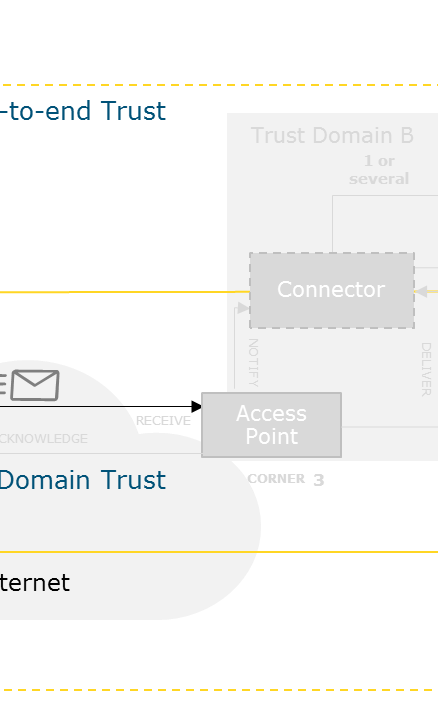 -to-end Trust
Trust Domain B
1 or
several
Connector
NOTIFY
DELIVER
RECEIVE
Access
Point
CKNOWLEDGE
Domain Trust
CORNER 3
ternet